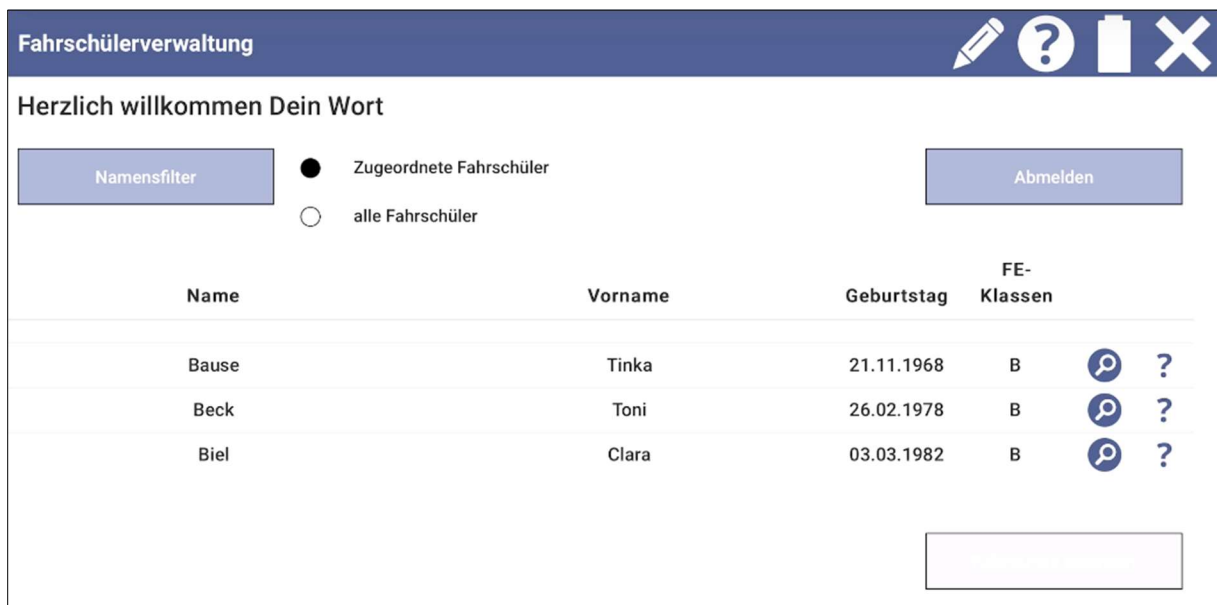 Fahrschülerverwaltung
Herzlich willkommen Dein Wort
Namensfilter
Zugeordnete Fahrschüler
Abmelden
alle Fahrschüler
Name Vorname Geburtstag FE-Klassen
Bause Tinka 21.11.1968 B ?
Beck Toni 26.02.1978 B ?
Biel Clara 03.03.1982 B ?